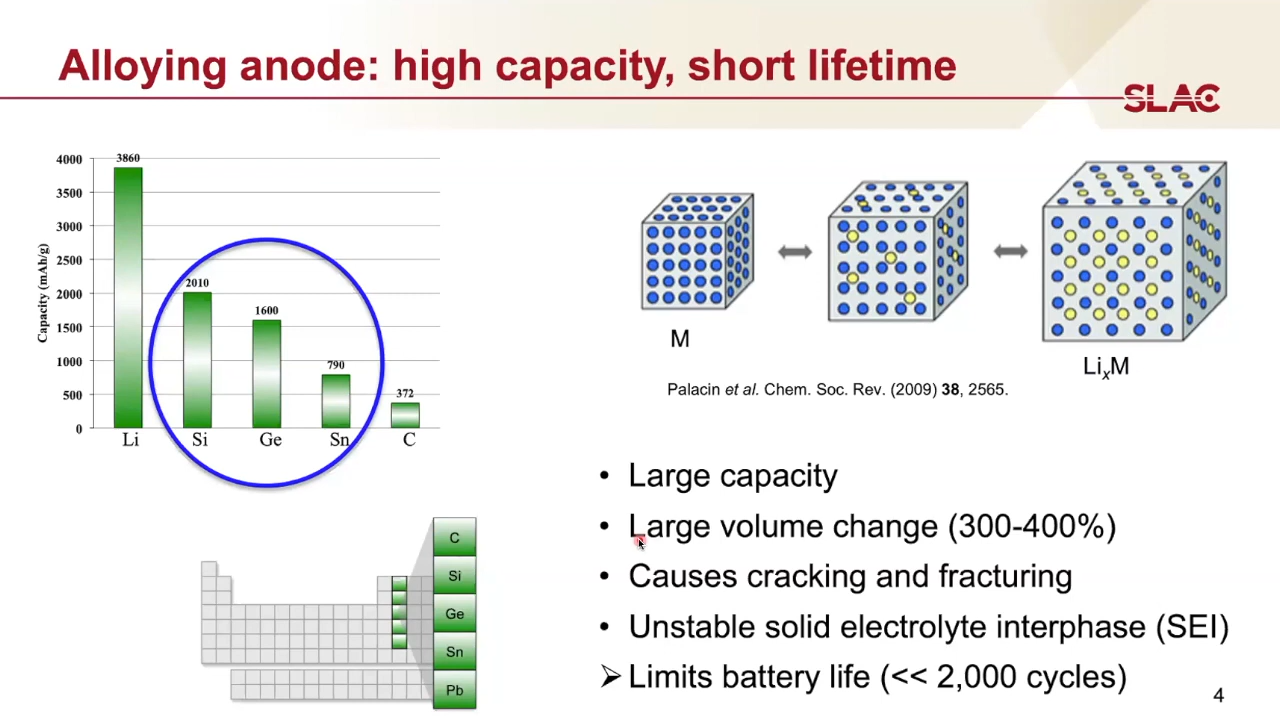 Alloying anode: high capacity, short lifetime
SLAC
4000
3500
3000
2500
2000
1500
1000
500
0
Capacity (mAh/g)
3860
2010
1600
790
372
Li
Si
Ge
Sn
C
M
LixM
Palacin et al. Chem. Soc. Rev. (2009) 38, 2565.
C
Si
Ge
Sn
Pb
• Large capacity
• Large volume change (300-400%)
• Causes cracking and fracturing
• Unstable solid electrolyte interphase (SEI)
➢ Limits battery life (<< 2,000 cycles)
4